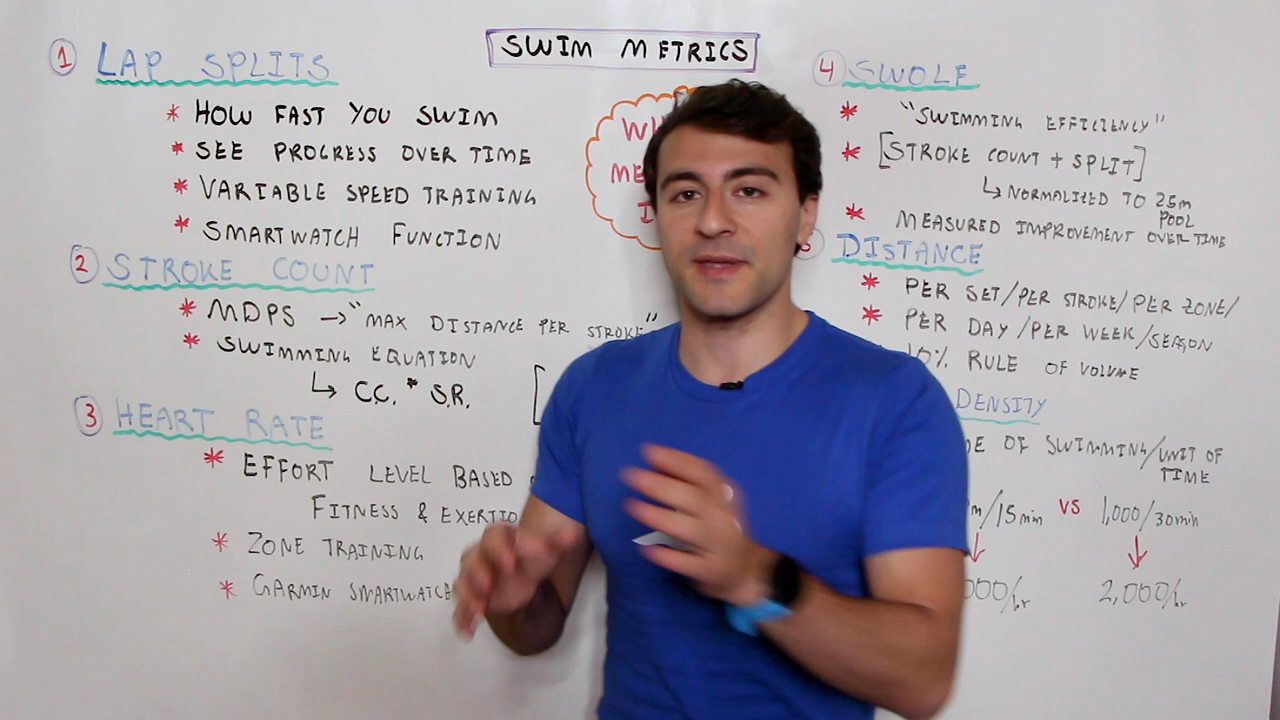 SWIM METRICS
1 LAP SPLITS
* HOW FAST YOU SWIM
* SEE PROGRESS OVER TIME
* VARIABLE SPEED TRAINING
* SMARTWATCH FUNCTION
2 STROKE COUNT
* MDPS → "MAX DISTANCE PER STROKE"
* SWIMMING EQUATION
↳ C.C. * S.R.
3 HEART RATE
* EFFORT LEVEL BASED
FITNESS & EXERTIO
* ZONE TRAINING
* GARMIN SMARTWATCH
4 SWOLF
* "SWIMMING EFFICIENCY"
* [STROKE COUNT + SPLIT]
↳ NORMALIZED TO 25m
POOL
* MEASURED IMPROVEMENT OVER TIME
DISTANCE
* PER SET/PER STROKE/PER ZONE/
* PER DAY/PER WEEK/SEASON
10% RULE OF VOLUME
DENSITY
OF SWIMMING/UNIT OF
TIME
m/15min VS 1,000/30min
000/hr 2,000/hr